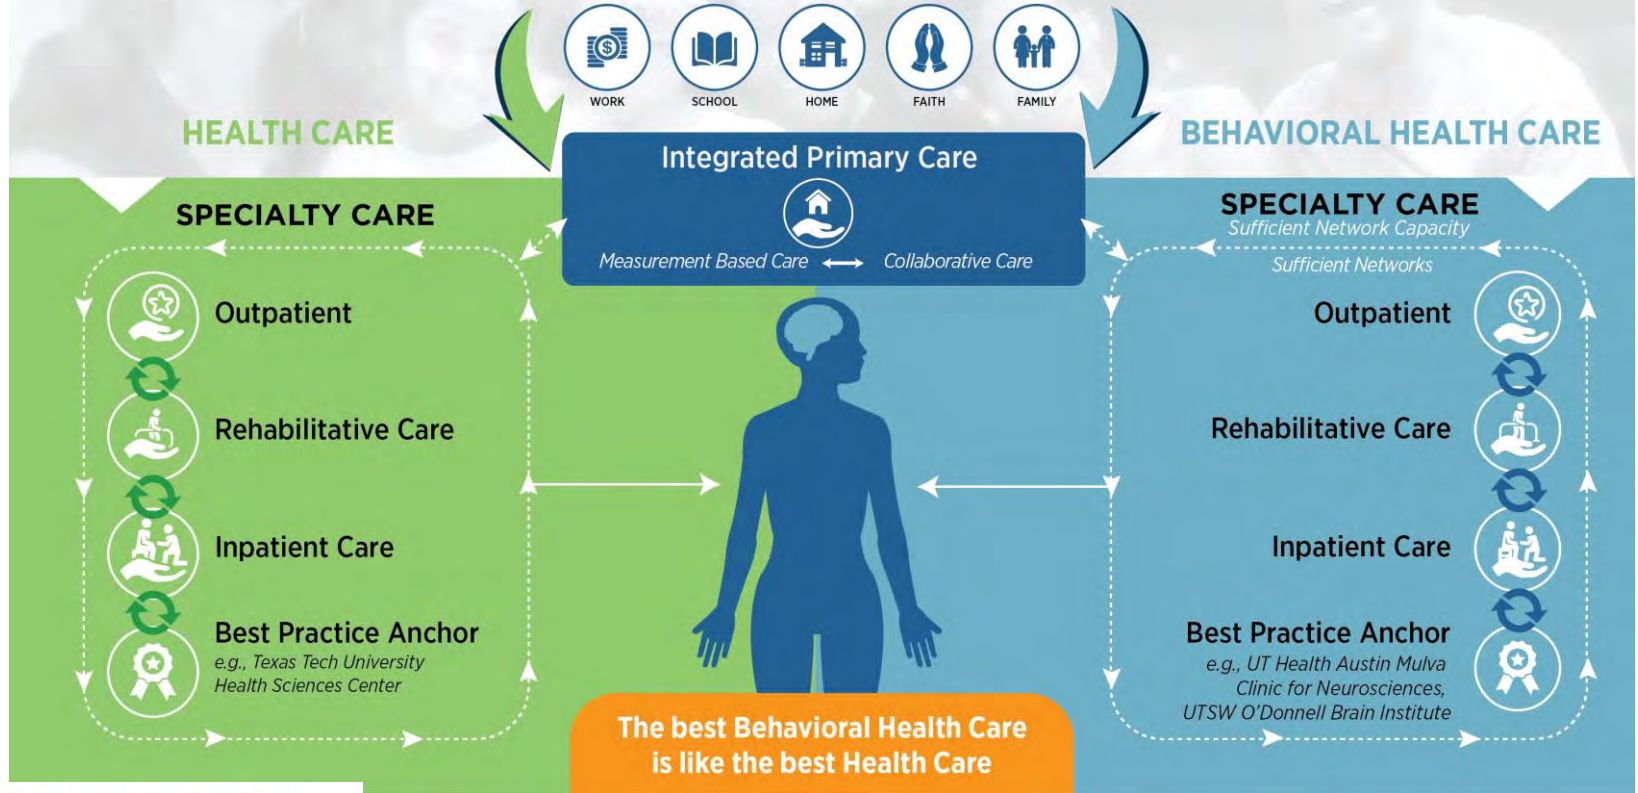 WORK
SCHOOL
HOME
FAITH
FAMILY
HEALTH CARE
BEHAVIORAL HEALTH CARE
Integrated Primary Care
Measurement Based Care
Collaborative Care
SPECIALTY CARE
Outpatient
Rehabilitative Care
Inpatient Care
Best Practice Anchor
e.g., Texas Tech University
Health Sciences Center
SPECIALTY CARE
Sufficient Network Capacity
Sufficient Networks
Outpatient
Rehabilitative Care
Inpatient Care
Best Practice Anchor
e.g., UT Health Austin Mulva
Clinic for Neurosciences,
UTSW O'Donnell Brain Institute
The best Behavioral Health Care
is like the best Health Care